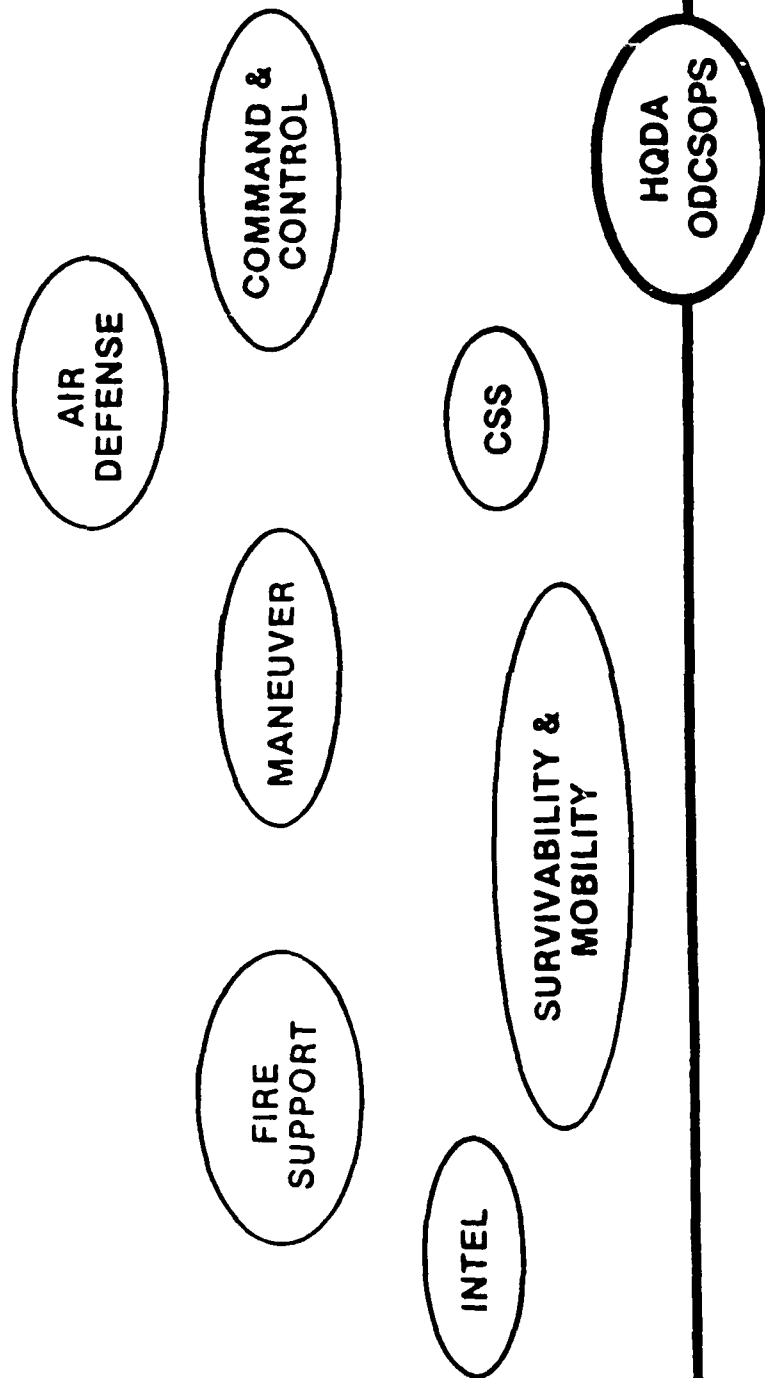 AIR
DEFENSE
FIRE
SUPPORT
MANEUVER
COMMAND &
CONTROL
INTEL
SURVIVABILITY &
MOBILITY
CSS
HQDA
ODCSOPS